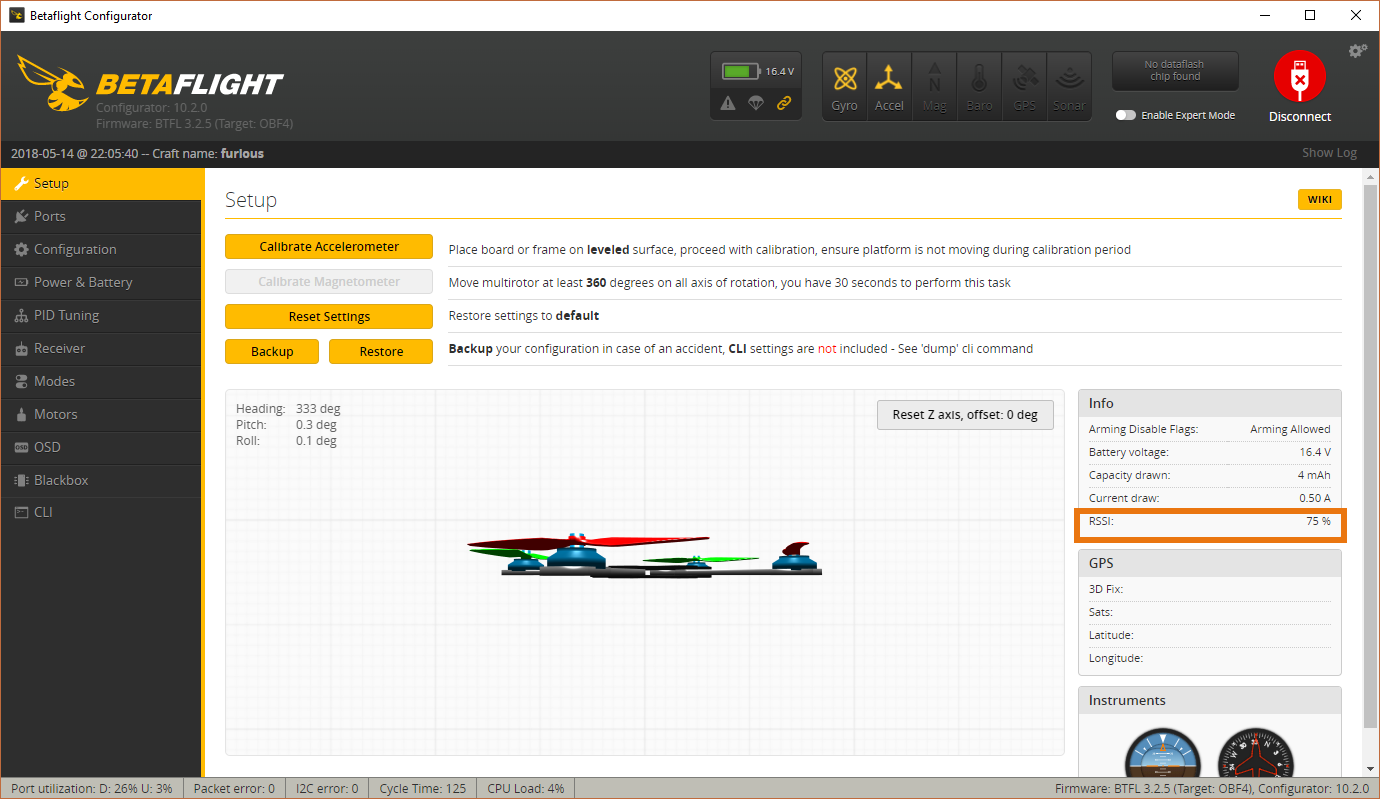 Betaflight Configurator
BETAFLIGHT
Configurator: 10.2.0
Firmware: BTFL 3.2.5 (Target: OBF4)
16.4 V
Gyro Accel Mag Baro GPS Sonar
No dataflash
chip found
Enable Expert Mode
Disconnect
2018-05-14 @ 22:05:40 -- Craft name: furious
Show Log
Setup
Ports
Configuration
Power & Battery
PID Tuning
Receiver
Modes
Motors
OSD
Blackbox
CLI
Setup
WIKI
Calibrate Accelerometer Place board or frame on leveled surface, proceed with calibration, ensure platform is not moving during calibration period
Calibrate Magnetometer Move multirotor at least 360 degrees on all axis of rotation, you have 30 seconds to perform this task
Reset Settings Restore settings to default
Backup Restore Backup your configuration in case of an accident, CLI settings are not included - See 'dump' cli command
Heading: 333 deg
Pitch: 0.3 deg
Roll: 0.1 deg
Reset Z axis, offset: 0 deg
Info
Arming Disable Flags: Arming Allowed
Battery voltage: 16.4 V
Capacity drawn: 4 mAh
Current draw: 0.50 A
RSSI: 75 %
GPS
3D Fix:
Sats:
Latitude:
Longitude:
Instruments
Port utilization: D: 26% U: 3% Packet error: 0 I2C error: 0 Cycle Time: 125 CPU Load: 4% Firmware: BTFL 3.2.5 (Target: OBF4), Configurator: 10.2.0